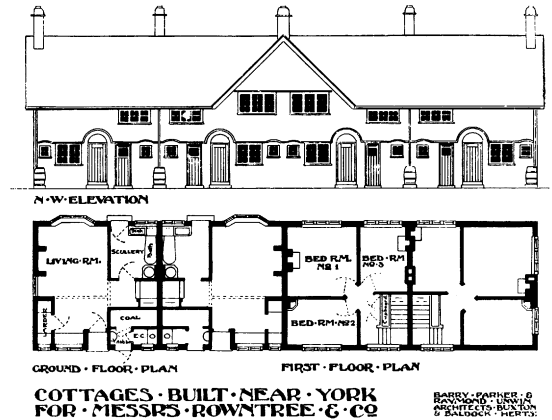 N·W·ELEVATION
LIVING·RM.
SCULLERY
BATH
LARDER
COAL
E C
BED RM. No 1
BED·RM No·3
BED·RM·No2
GROUND·FLOOR·PLAN
FIRST·FLOOR·PLAN
COTTAGES·BUILT·NEAR·YORK
FOR·MESSRS·ROWNTREE·&·Co
BARRY·PARKER·&
RAYMOND·UNWIN
ARCHITECTS·BUXTON
& BALDOCK·HERTS: